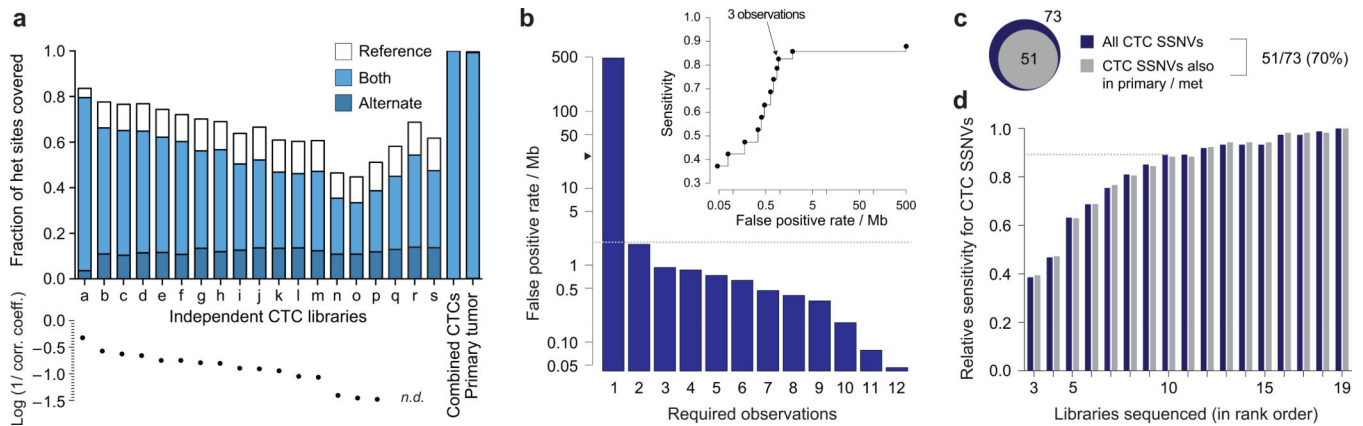 a
Fraction of het sites covered
1.0
0.8
0.6
0.4
0.2
0.0
Reference
Both
Alternate
a b c d e f g h i j k l m n o p q r s
Independent CTC libraries
Combined CTCs
Primary tumor
Log (1/ corr. coeff.)
0.0
−0.5
−1.0
−1.5
n.d.
b
False positive rate / Mb
500
100
50
10
5
1
0.5
0.10
0.05
1 2 3 4 5 6 7 8 9 10 11 12
Required observations
3 observations
Sensitivity
0.9
0.8
0.7
0.6
0.5
0.4
0.3
0.05 0.5 5 50 500
False positive rate / Mb
c
73
51
All CTC SSNVs
CTC SSNVs also
in primary / met
51/73 (70%)
d
Relative sensitivity for CTC SSNVs
1.0
0.8
0.6
0.4
0.2
0.0
3 5 10 15 19
Libraries sequenced (in rank order)